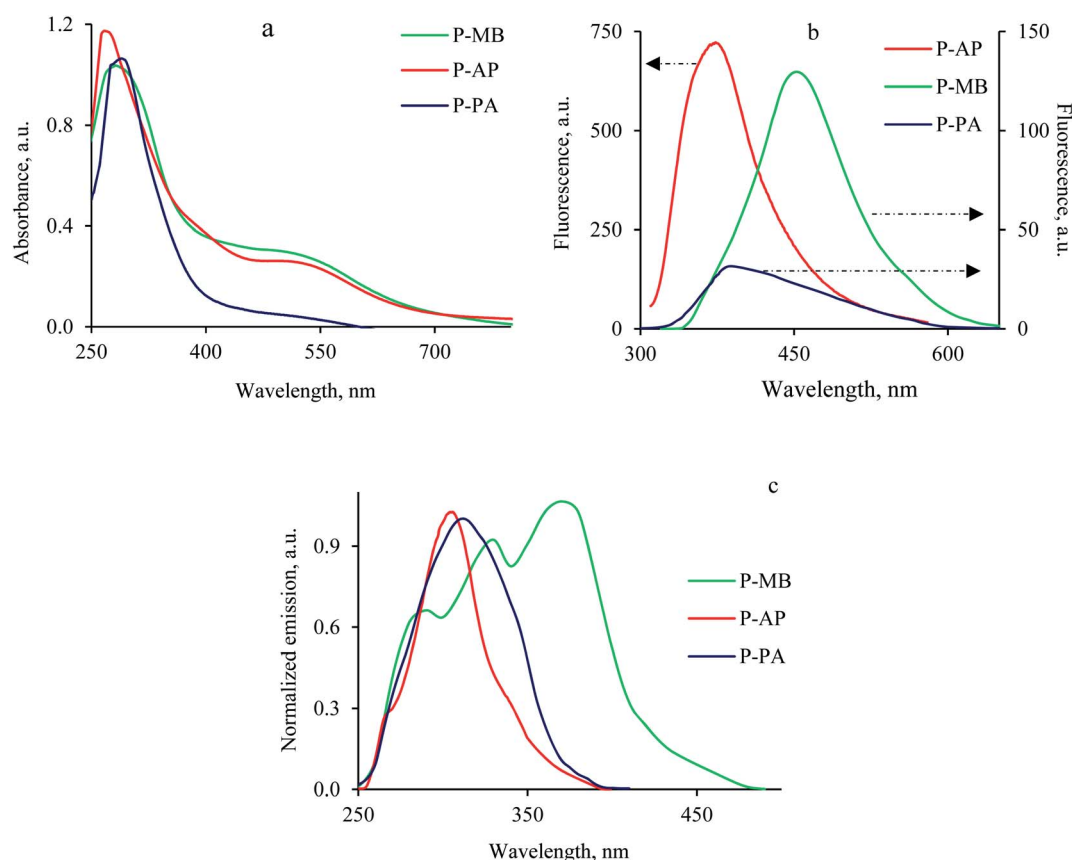 a
1.2
0.8
0.4
0.0
250
400
550
700
Absorbance, a.u.
Wavelength, nm
P-MB
P-AP
P-PA
b
750
500
250
0
150
100
50
0
300
450
600
Fluorescence, a.u.
Fluorescence, a.u.
Wavelength, nm
P-AP
P-MB
P-PA
c
0.9
0.6
0.3
0.0
250
350
450
Normalized emission, a.u.
Wavelength, nm
P-MB
P-AP
P-PA